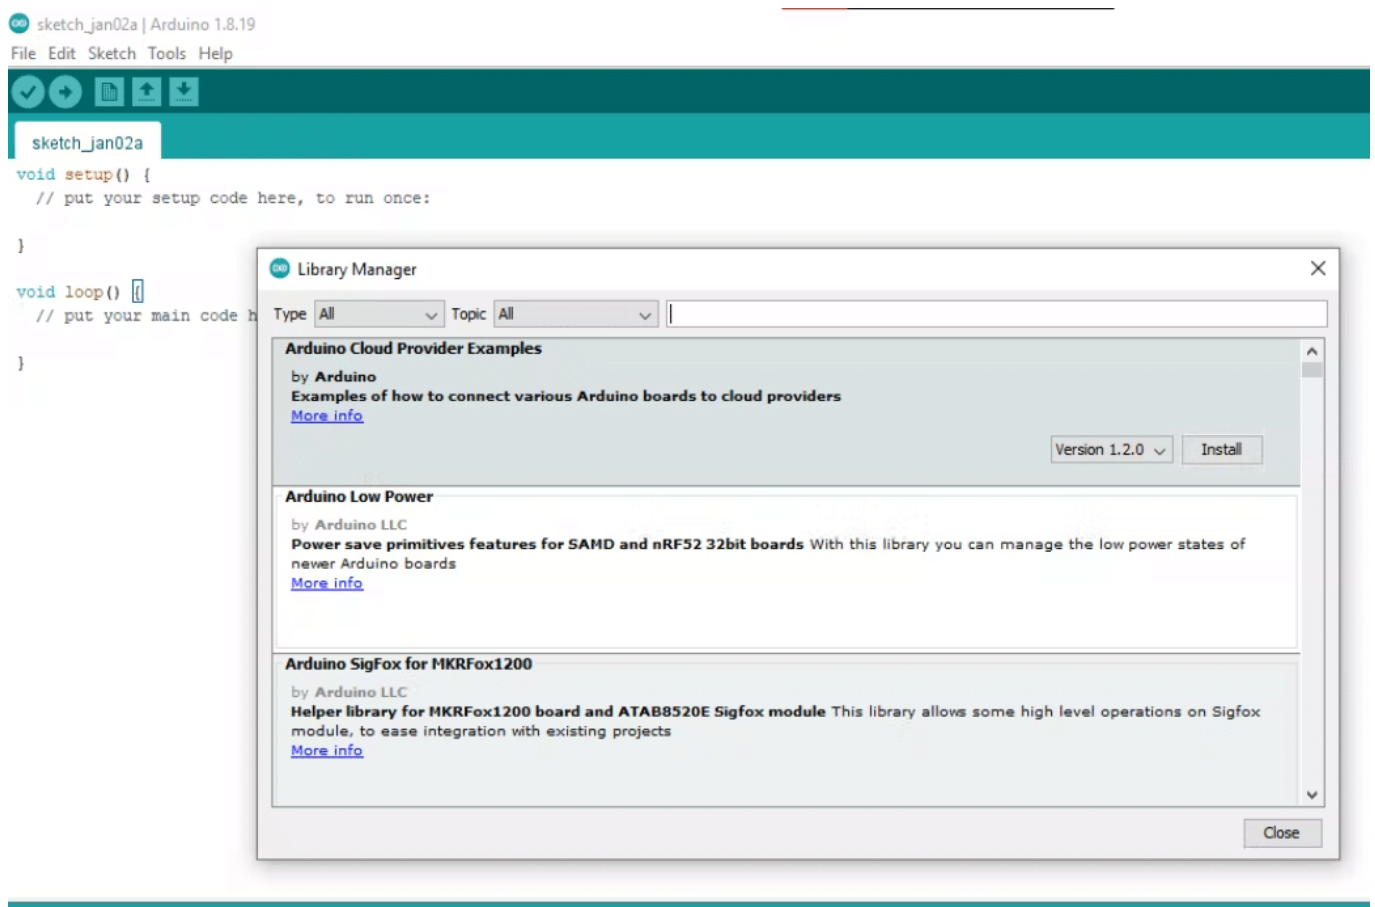 sketch_jan02a | Arduino 1.8.19
File Edit Sketch Tools Help
sketch_jan02a
void setup() {
// put your setup code here, to run once:
}
void loop() {
// put your main code h
}
Library Manager
Type All Topic All
Arduino Cloud Provider Examples
by Arduino
Examples of how to connect various Arduino boards to cloud providers
More info
Version 1.2.0 Install
Arduino Low Power
by Arduino LLC
Power save primitives features for SAMD and nRF52 32bit boards With this library you can manage the low power states of
newer Arduino boards
More info
Arduino SigFox for MKRFox1200
by Arduino LLC
Helper library for MKRFox1200 board and ATAB8520E Sigfox module This library allows some high level operations on Sigfox
module, to ease integration with existing projects
More info
Close